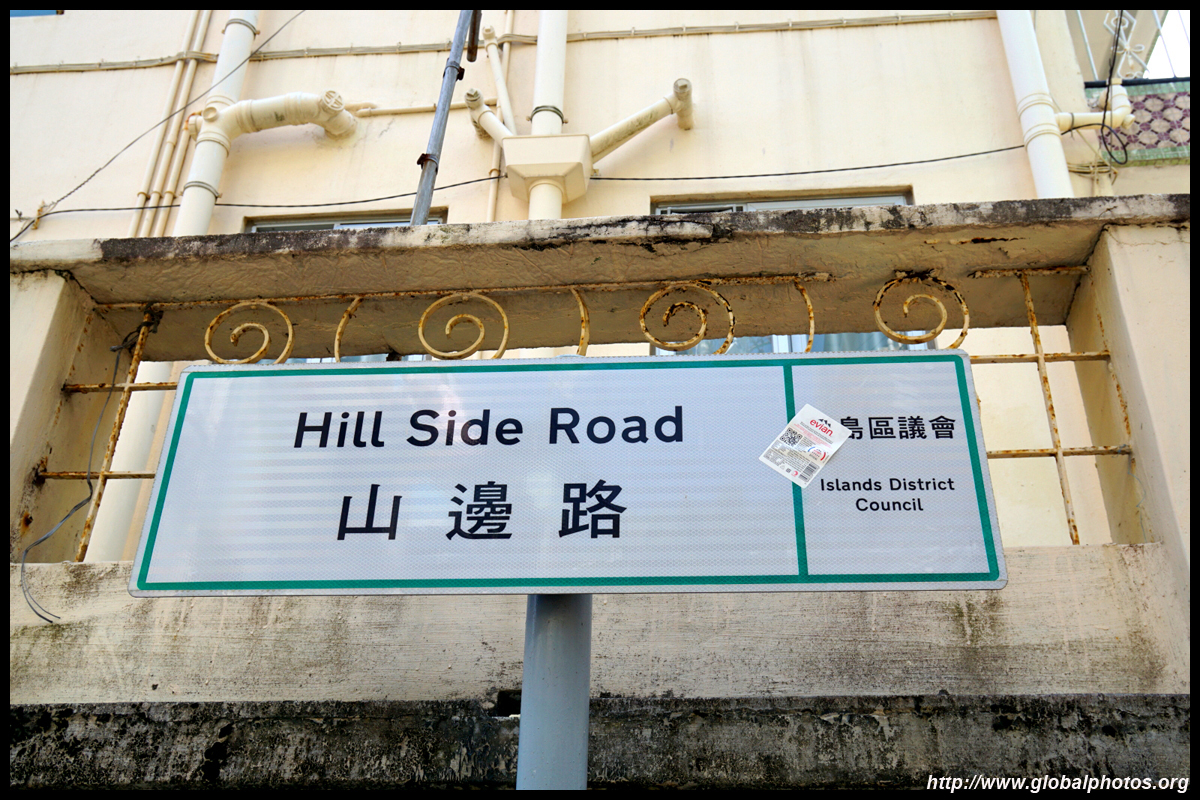 Hill Side Road
山邊路
evian
島區議會
Islands District
Council
http://www.globalphotos.org